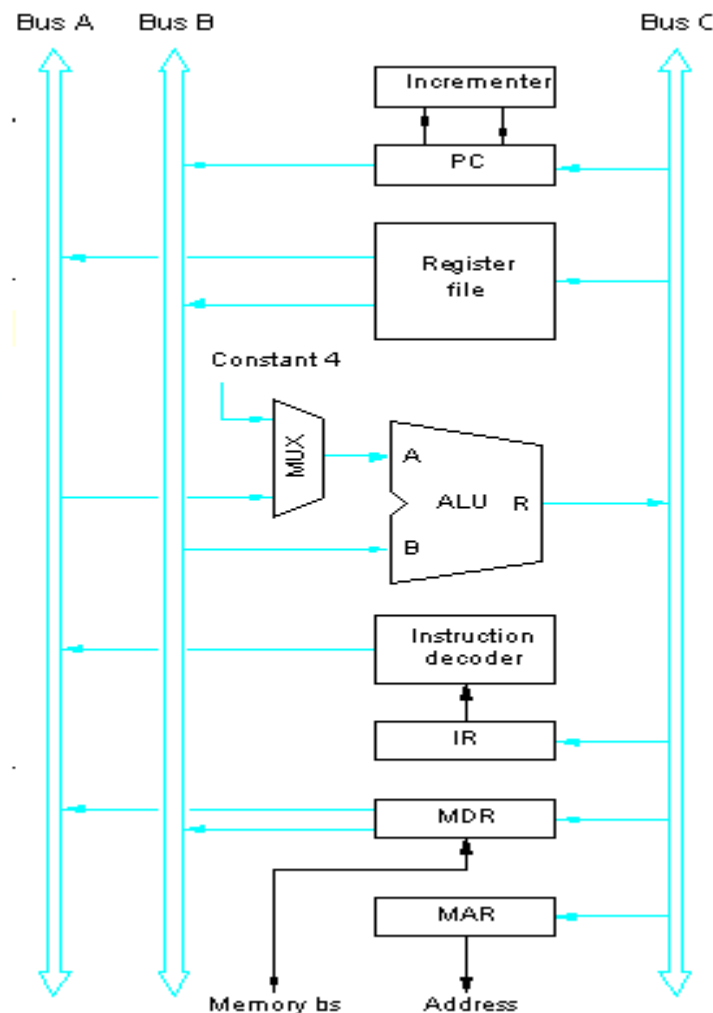 Bus A
Bus B
Bus C
Incrementer
PC
Register
file
Constant 4
MUX
A
ALU
R
B
Instruction
decoder
IR
MDR
MAR
Memory bs
Address